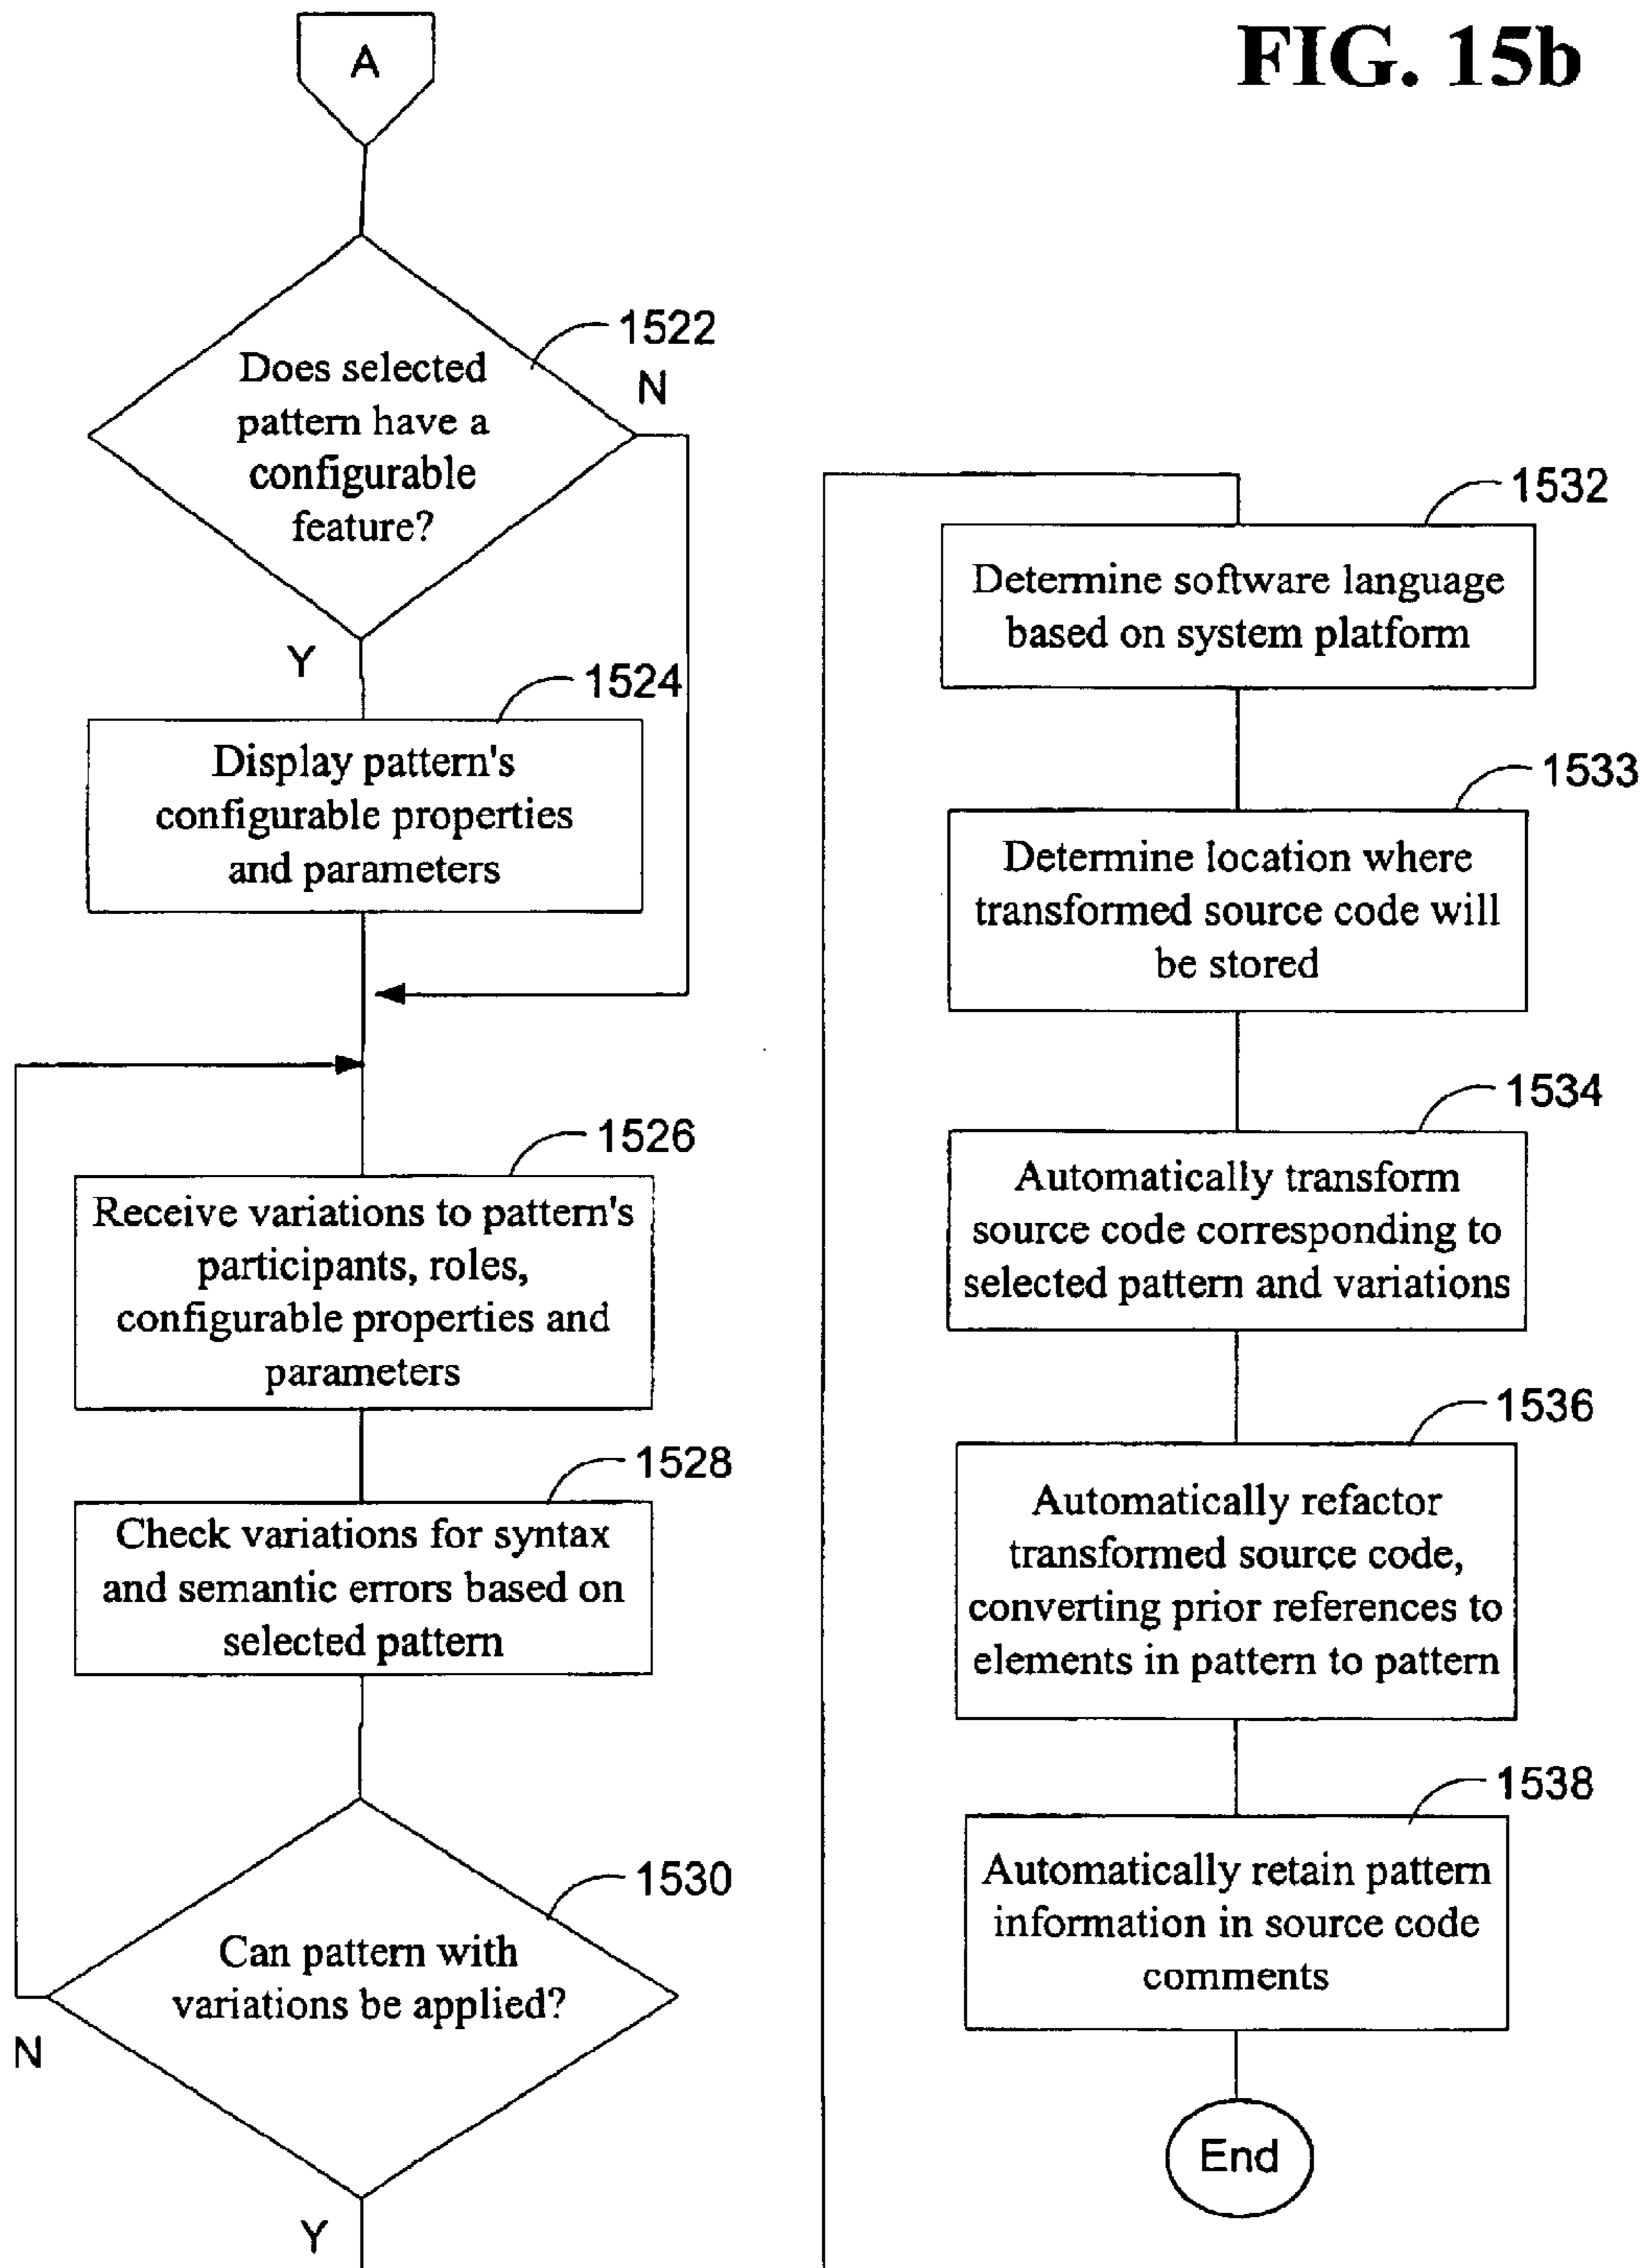 FIG. 15b
A
1522
Does selected
pattern have a
configurable
feature?
N
Y
1524
Display pattern's
configurable properties
and parameters
1526
Receive variations to pattern's
participants, roles,
configurable properties and
parameters
1528
Check variations for syntax
and semantic errors based on
selected pattern
1530
Can pattern with
variations be applied?
N
Y
1532
Determine software language
based on system platform
1533
Determine location where
transformed source code will
be stored
1534
Automatically transform
source code corresponding to
selected pattern and variations
1536
Automatically refactor
transformed source code,
converting prior references to
elements in pattern to pattern
1538
Automatically retain pattern
information in source code
comments
End